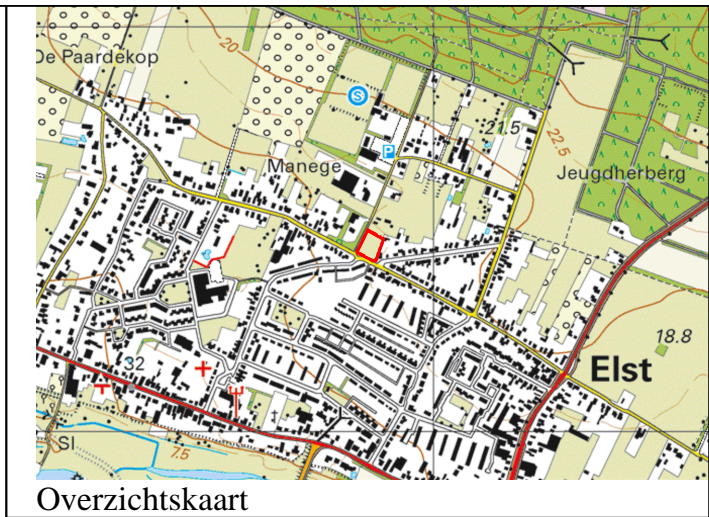 De Paardekop
20
S
21.5
22.5
P
Manege
Jeugdherberg
18.8
Elst
32
7.5
Sl
Overzichtskaart